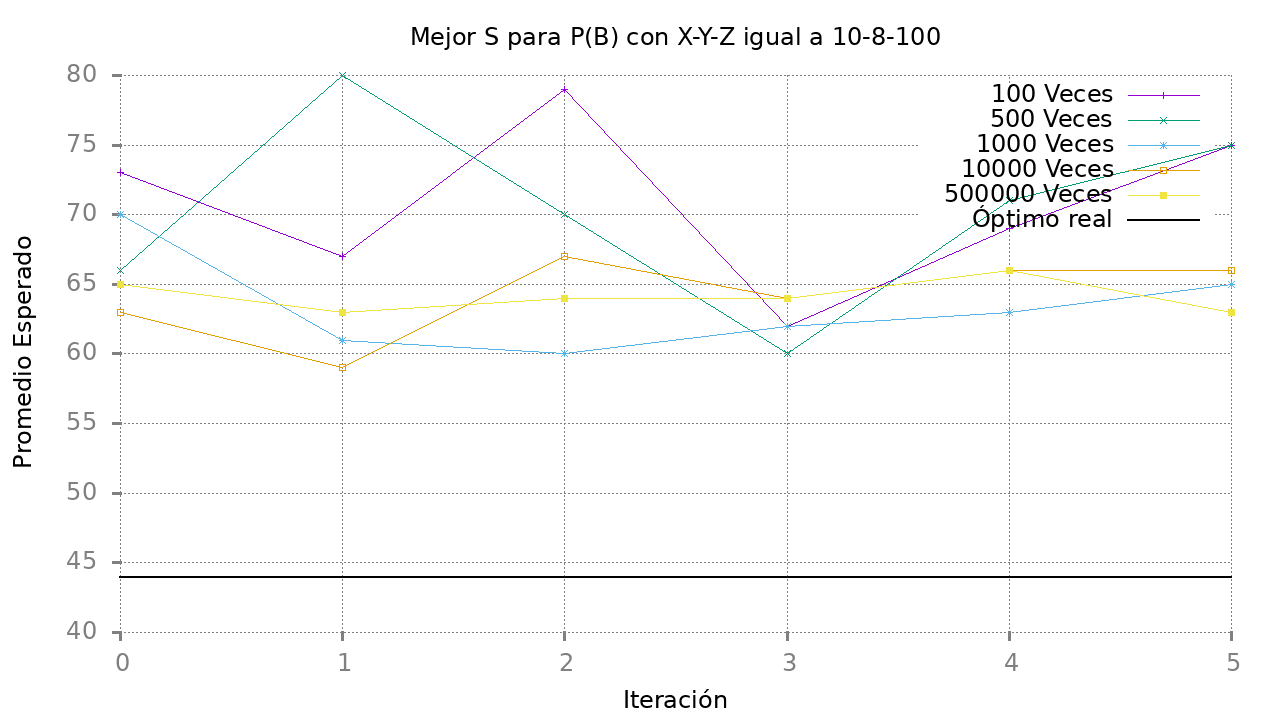 Mejor S para P(B) con X-Y-Z igual a 10-8-100
100 Veces
500 Veces
1000 Veces
10000 Veces
500000 Veces
Óptimo real
Promedio Esperado
80
75
70
65
60
55
50
45
40
0 1 2 3 4 5
Iteración